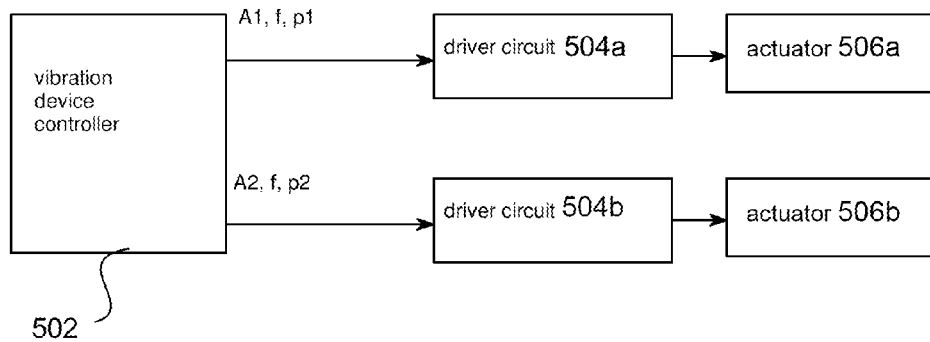 A1, f, p1
vibration
device
controller
driver circuit 504a
actuator 506a
A2, f, p2
driver circuit 504b
actuator 506b
502